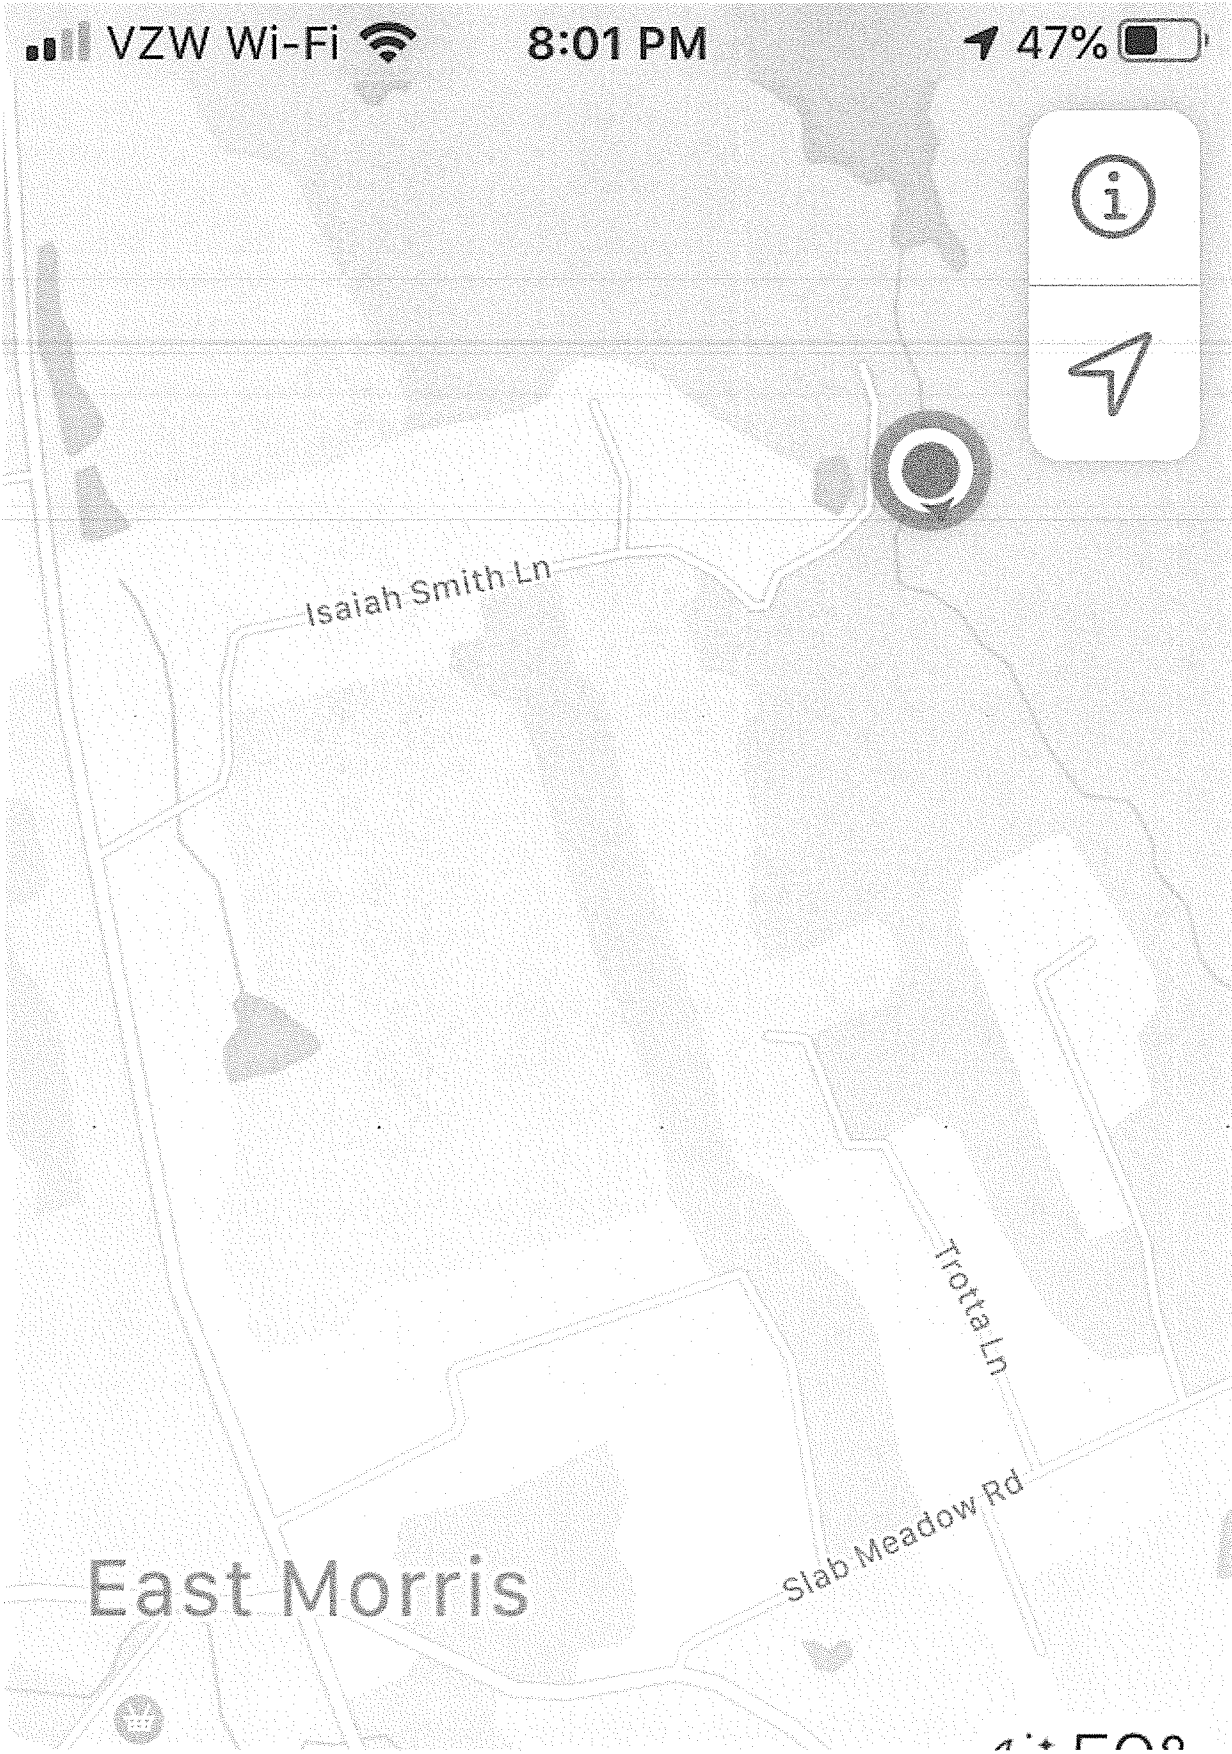 VZW Wi-Fi 8:01 PM 47%
Isaiah Smith Ln
Trotta Ln
Slab Meadow Rd
East Morris